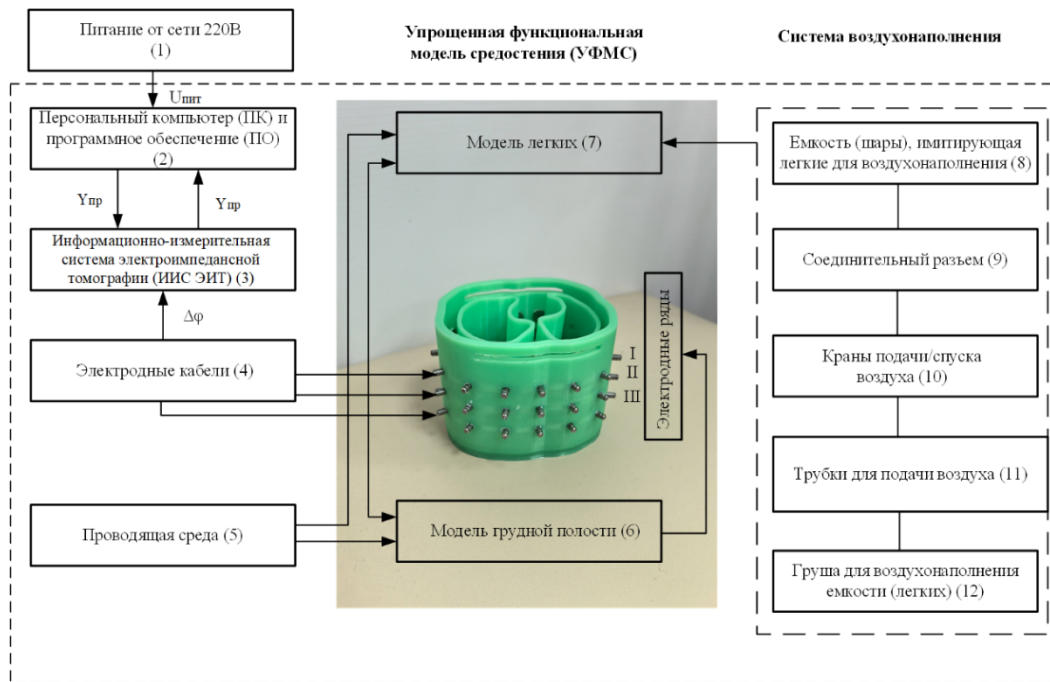 Питание от сети 220В
(1)
Упрощенная функциональная
модель средостения (УФМС)
Система воздухонаполнения
Uпит
Персональный компьютер (ПК) и
программное обеспечение (ПО)
(2)
Yпр
Yпр
Информационно-измерительная
система электроимпедансной
томографии (ИИС ЭИТ) (3)
Δφ
Электродные кабели (4)
Проводящая среда (5)
Модель легких (7)
I
II
III
Электродные ряды
Модель грудной полости (6)
Емкость (шары), имитирующая
легкие для воздухонаполнения (8)
Соединительный разъем (9)
Краны подачи/спуска
воздуха (10)
Трубки для подачи воздуха (11)
Груша для воздухонаполнения
емкости (легких) (12)